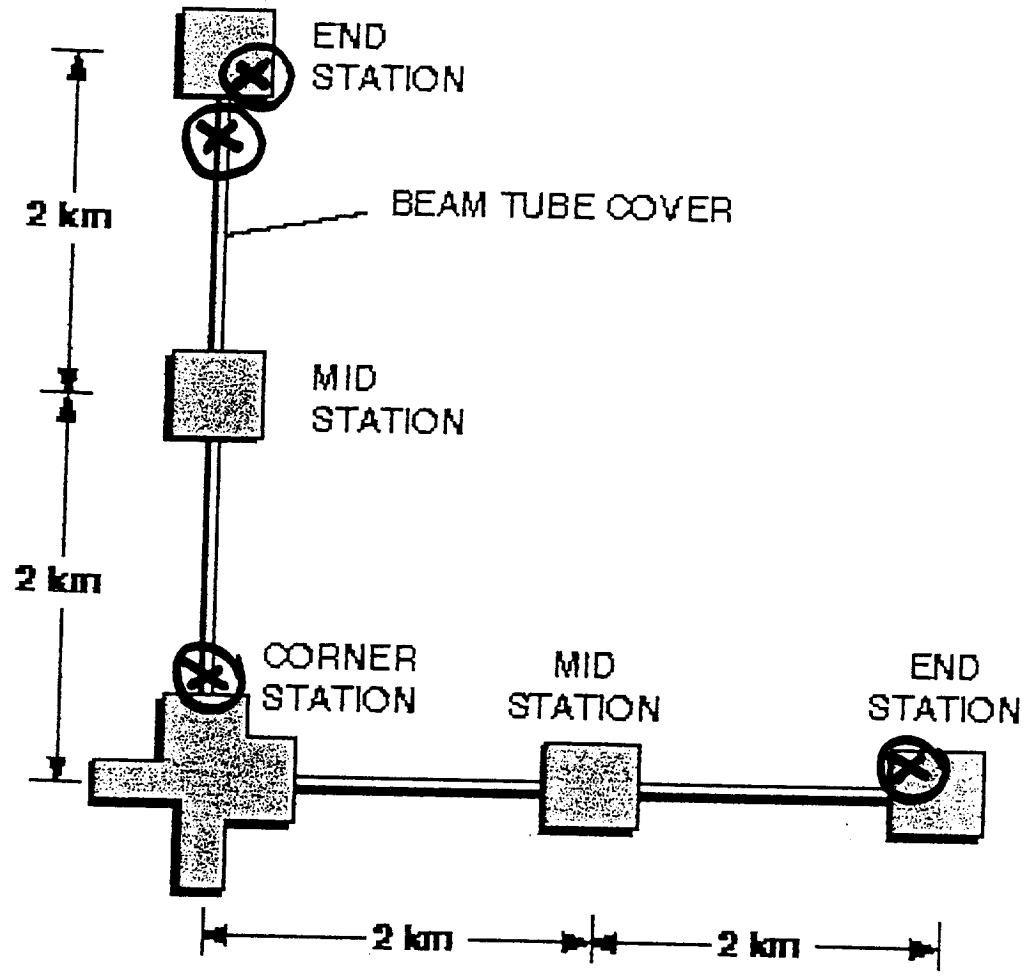 END
STATION
2 km
BEAM TUBE COVER
MID
STATION
2 km
CORNER
STATION
MID
STATION
END
STATION
2 km
2 km